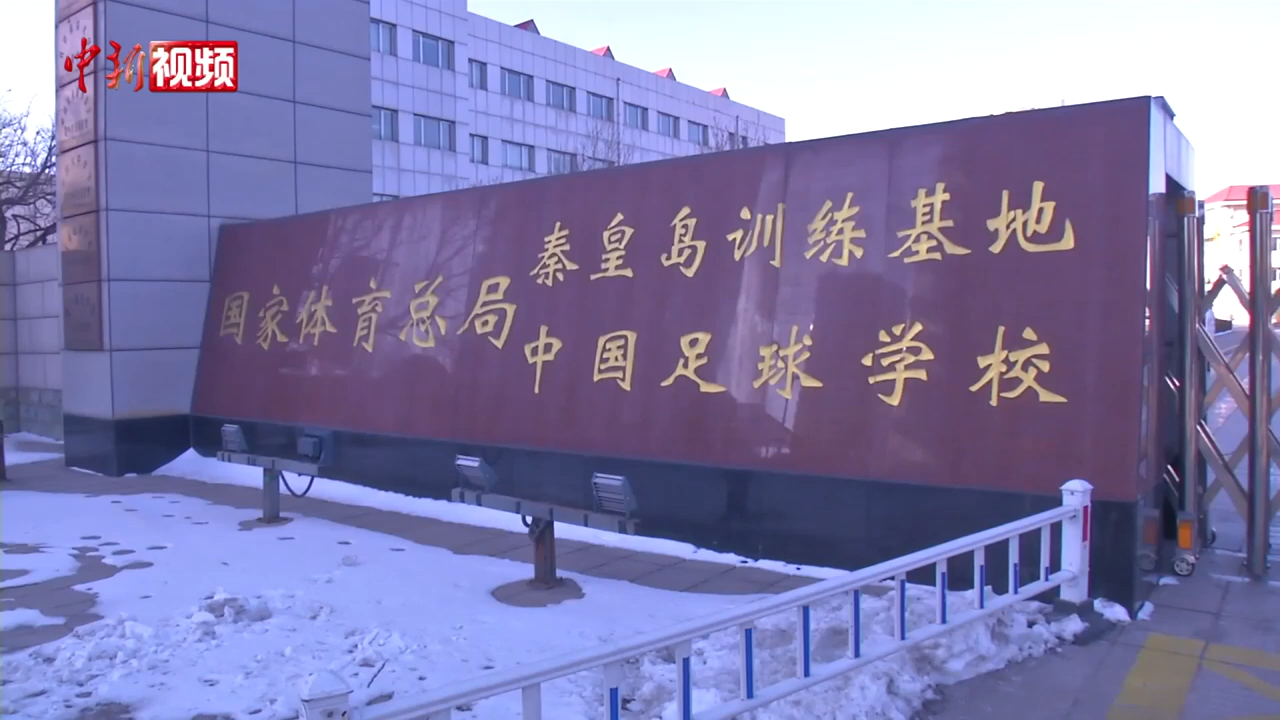 中新视频
国家体育总局
秦皇岛训练基地
中国足球学校